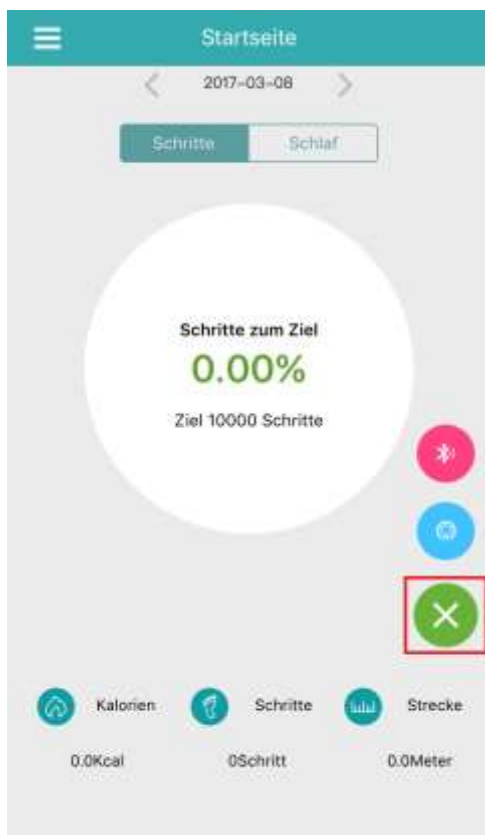 Startseite
2017-03-08
Schritte Schlaf
Schritte zum Ziel
0.00%
Ziel 10000 Schritte
Kalorien Schritte Strecke
0.0Kcal 0Schritt 0.0Meter